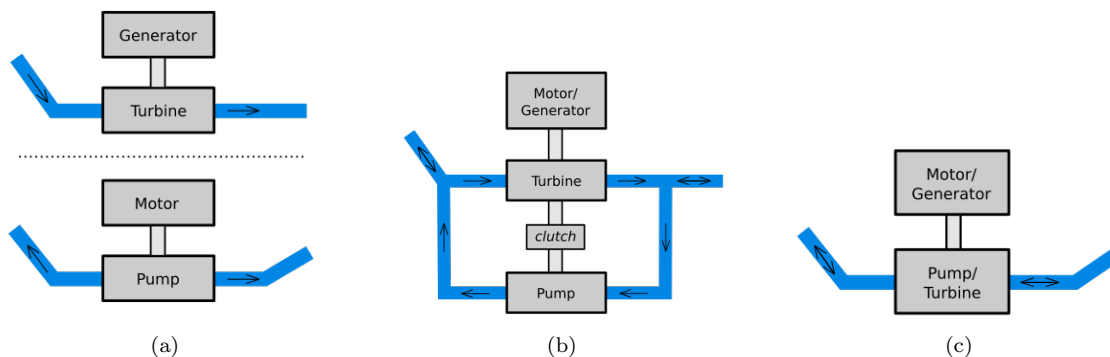 Generator
Turbine
Motor
Pump
(a)
Motor/
Generator
Turbine
clutch
Pump
(b)
Motor/
Generator
Pump/
Turbine
(c)